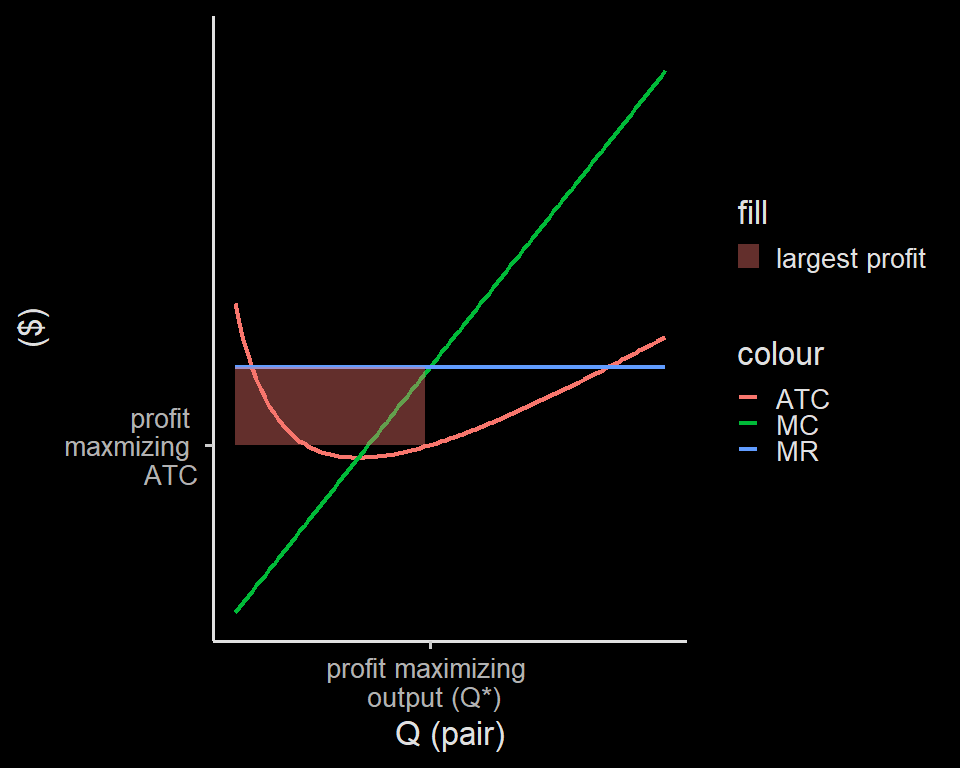 ($)
profit
maxmizing
ATC
profit maximizing
output (Q*)
Q (pair)
fill
largest profit
colour
ATC
MC
MR